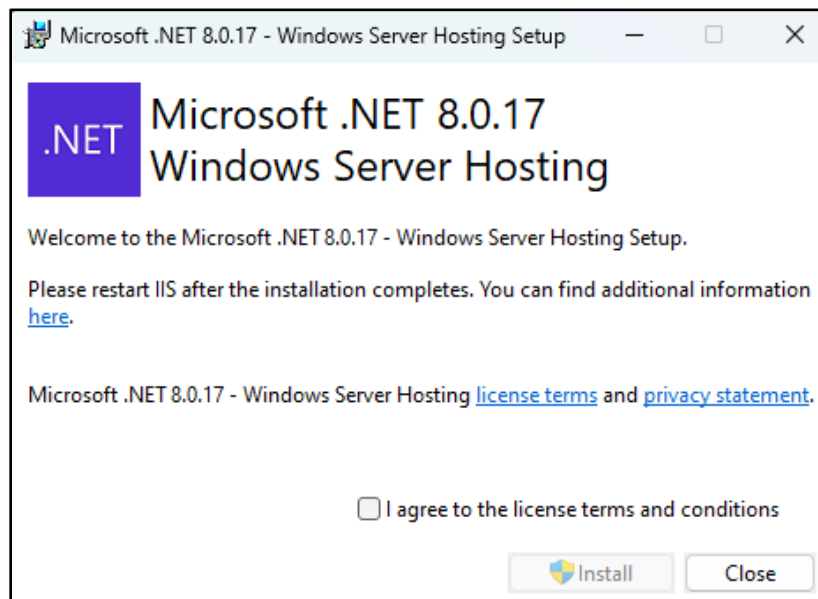 Microsoft .NET 8.0.17 - Windows Server Hosting Setup
.NET
Microsoft .NET 8.0.17
Windows Server Hosting
Welcome to the Microsoft .NET 8.0.17 - Windows Server Hosting Setup.
Please restart IIS after the installation completes. You can find additional information
here.
Microsoft .NET 8.0.17 - Windows Server Hosting license terms and privacy statement.
I agree to the license terms and conditions
Install
Close